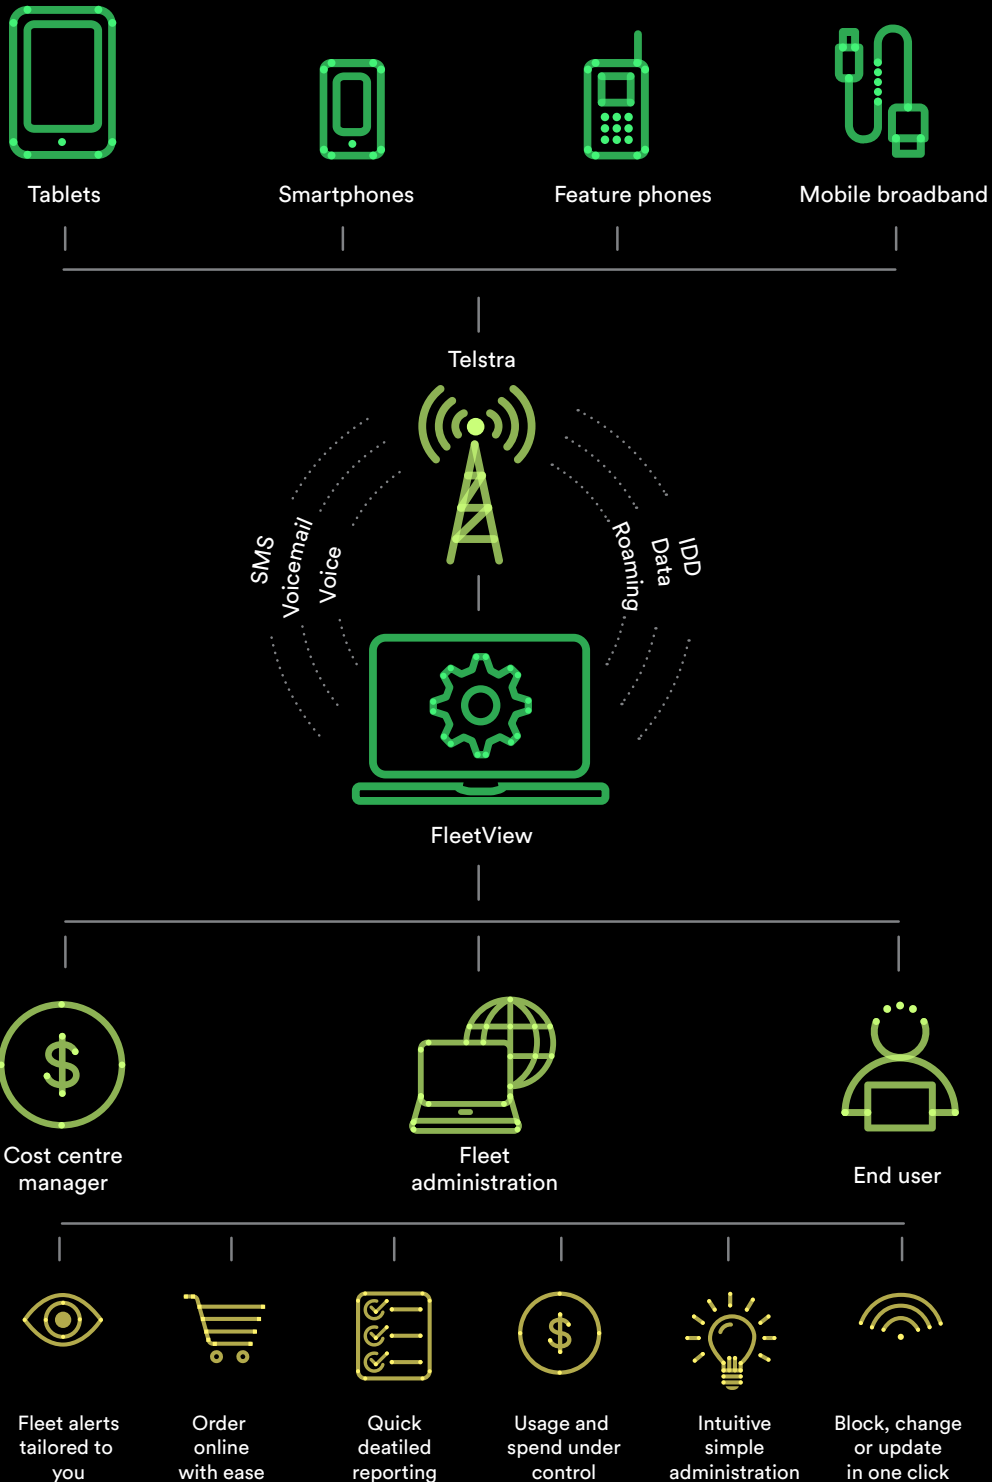 Tablets
Smartphones
Feature phones
Mobile broadband
Telstra
SMS
Voicemail
Voice
Roaming
Data
IDD
FleetView
Cost centre
manager
Fleet
administration
End user
Fleet alerts
tailored to
you
Order
online
with ease
Quick
deatiled
reporting
Usage and
spend under
control
Intuitive
simple
administration
Block, change
or update
in one click